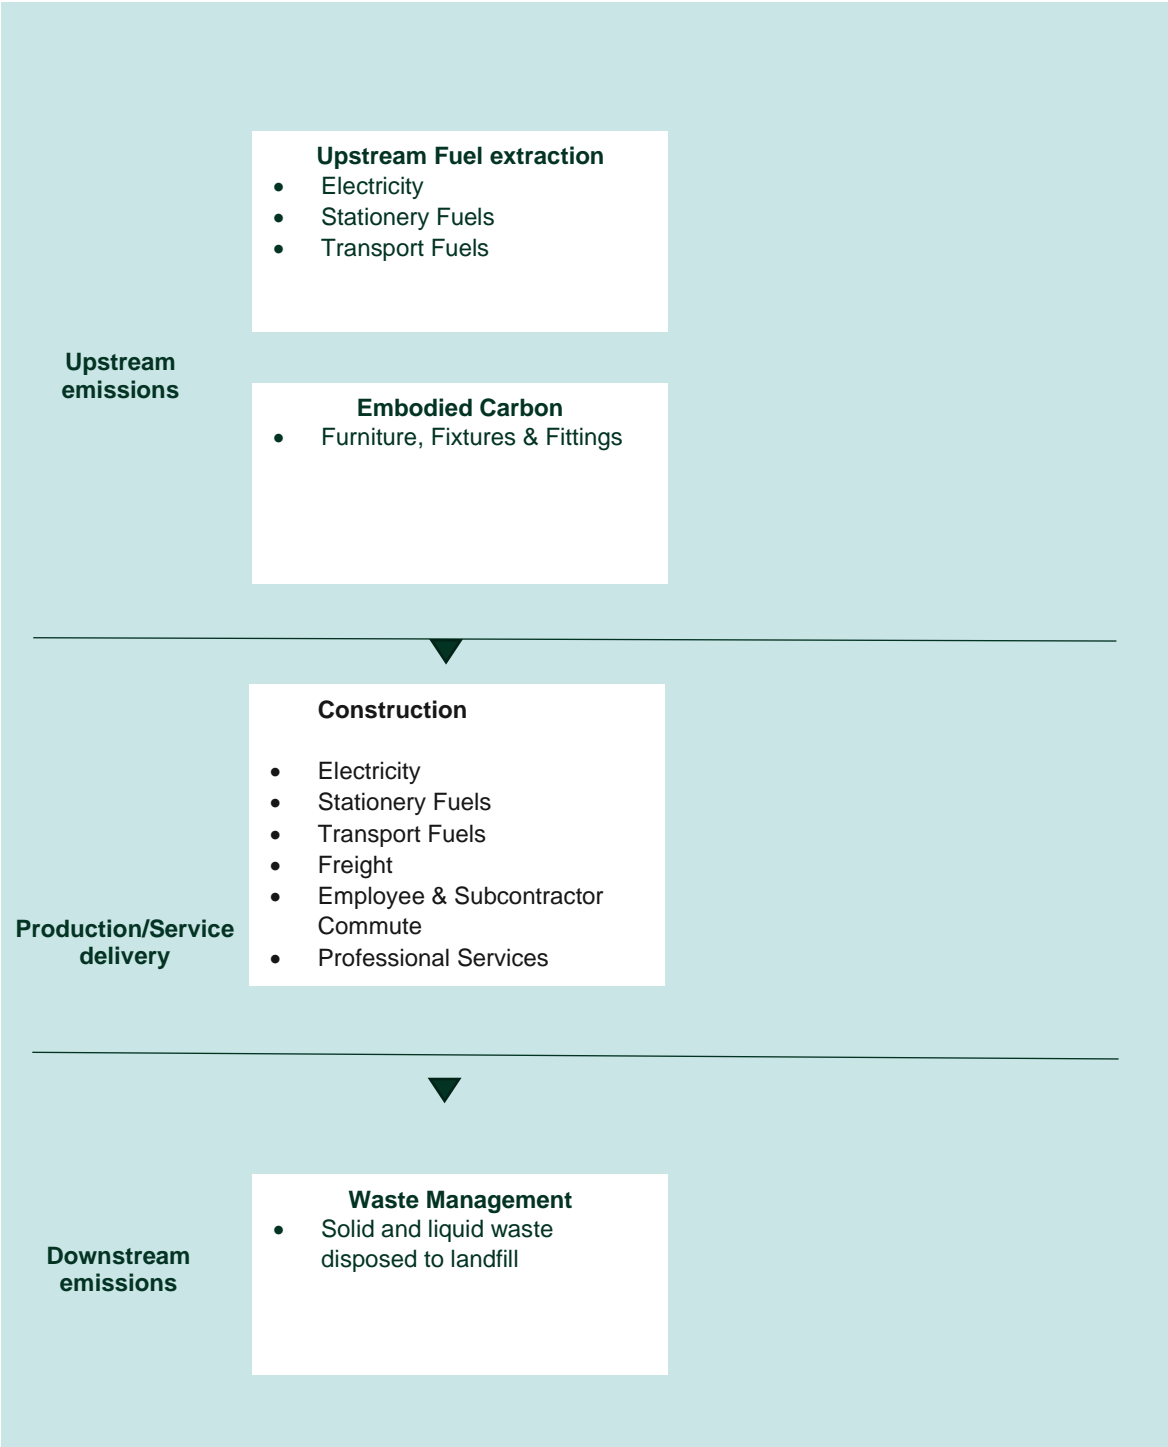 Upstream Fuel extraction
• Electricity
• Stationery Fuels
• Transport Fuels
Upstream
emissions
Embodied Carbon
• Furniture, Fixtures & Fittings
Construction
• Electricity
• Stationery Fuels
• Transport Fuels
• Freight
• Employee & Subcontractor
Commute
• Professional Services
Production/Service
delivery
Waste Management
• Solid and liquid waste
disposed to landfill
Downstream
emissions